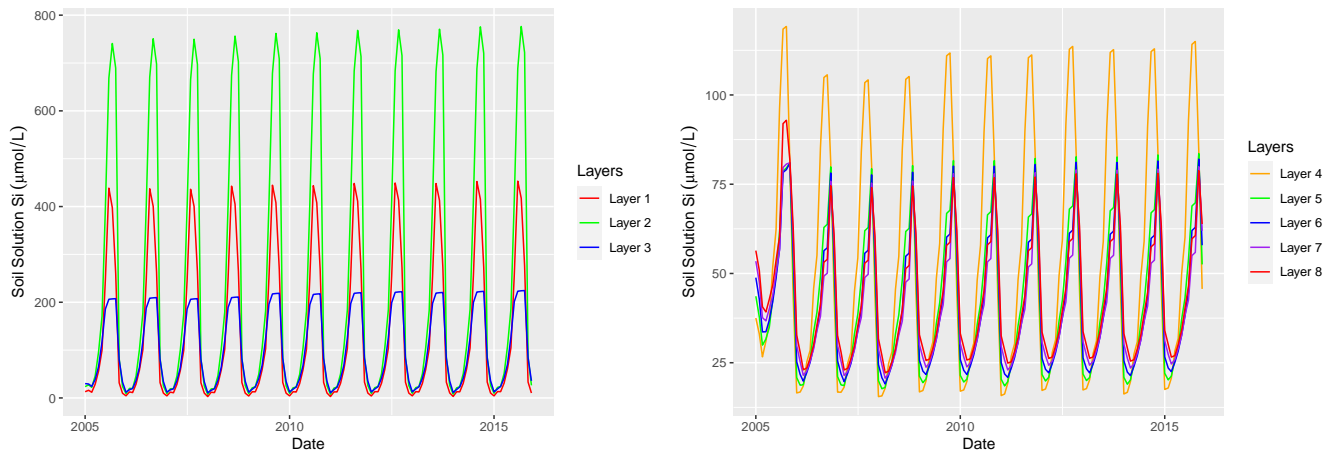 Soil Solution Si (μmol/L)
800
600
400
200
0
2005
2010
2015
Date
Layers
Layer 1
Layer 2
Layer 3
Soil Solution Si (μmol/L)
100
75
50
25
2005
2010
2015
Date
Layers
Layer 4
Layer 5
Layer 6
Layer 7
Layer 8